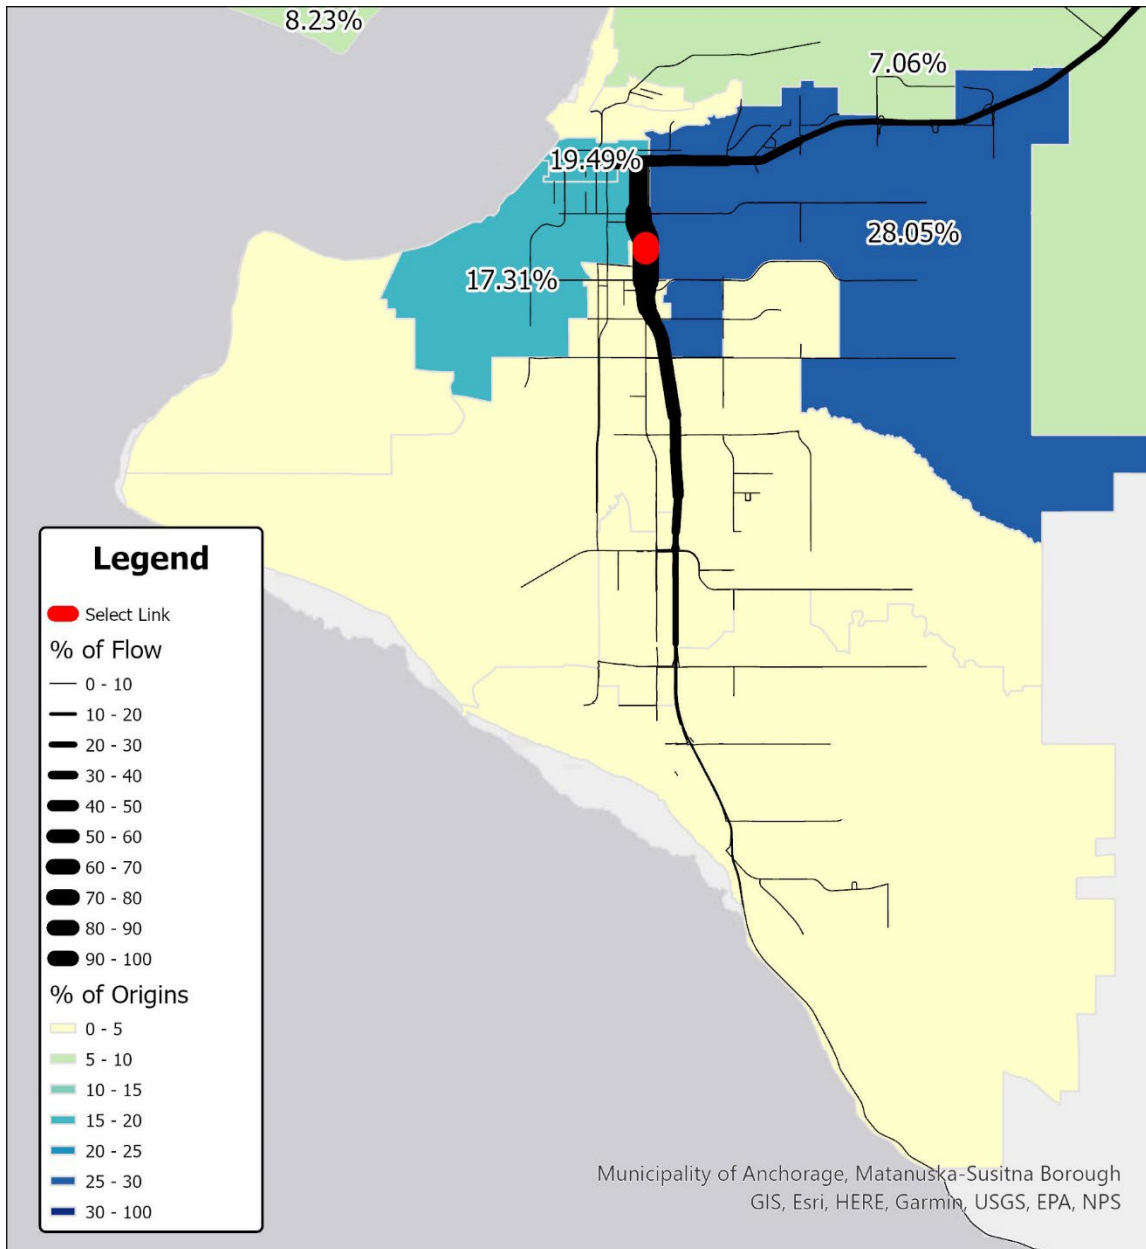 8.23%
7.06%
19.49%
28.05%
17.31%
Legend
Select Link
% of Flow
0 - 10
10 - 20
20 - 30
30 - 40
40 - 50
50 - 60
60 - 70
70 - 80
80 - 90
90 - 100
% of Origins
0 - 5
5 - 10
10 - 15
15 - 20
20 - 25
25 - 30
30 - 100
Municipality of Anchorage, Matanuska-Susitna Borough
GIS, Esri, HERE, Garmin, USGS, EPA, NPS